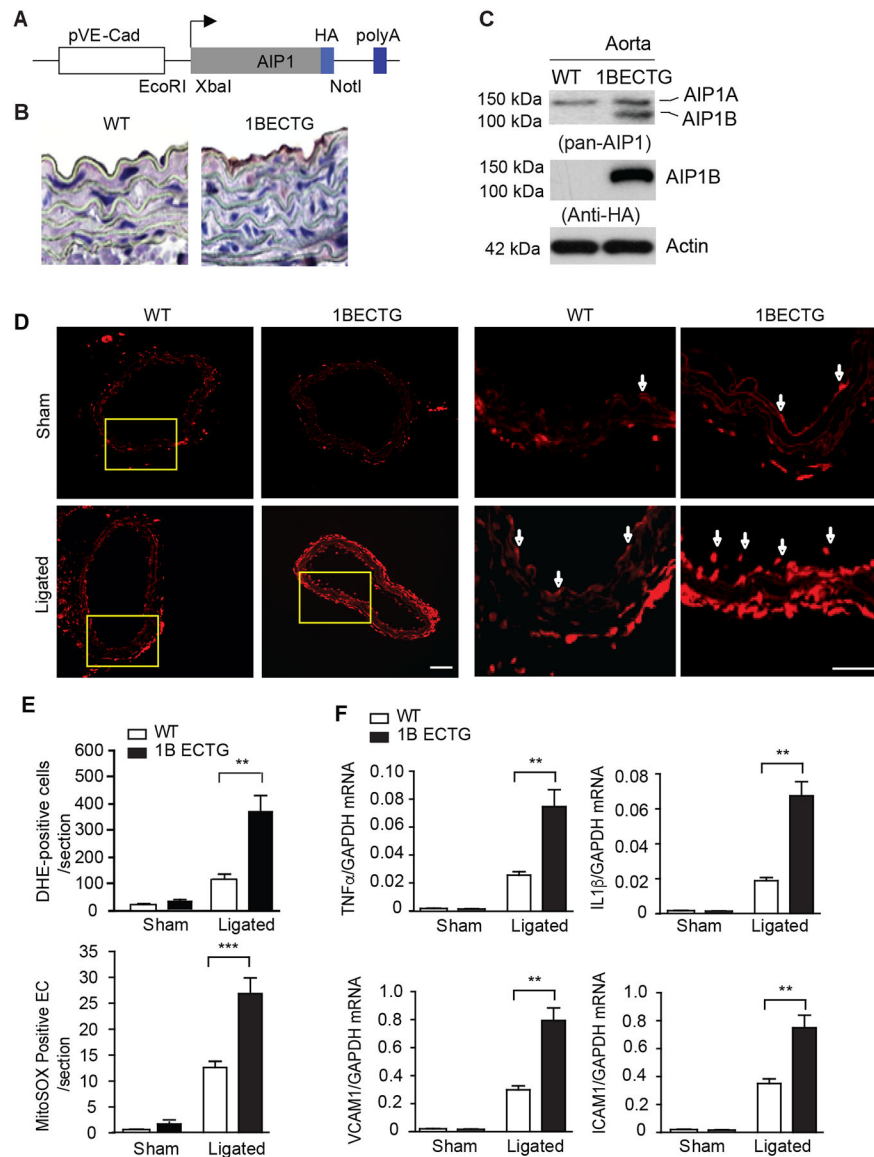 A
pVE-Cad
HA
polyA
AIP1
EcoRI
XbaI
NotI
B
WT
1BECTG
C
Aorta
WT
1BECTG
150 kDa
100 kDa
AIP1A
AIP1B
(pan-AIP1)
150 kDa
100 kDa
AIP1B
(Anti-HA)
42 kDa
Actin
D
WT
1BECTG
WT
1BECTG
Sham
Ligated
E
WT
1B ECTG
DHE-positive cells
/section
600
500
400
300
200
100
0
**
Sham
Ligated
MitoSOX Positive EC
/section
35
30
25
20
15
10
5
0
***
Sham
Ligated
F
WT
1B ECTG
TNFα/GAPDH mRNA
0.10
0.08
0.06
0.04
0.02
0
**
Sham
Ligated
IL1β/GAPDH mRNA
0.08
0.06
0.04
0.02
0
**
Sham
Ligated
VCAM1/GAPDH mRNA
1.0
0.8
0.6
0.4
0.2
0
**
Sham
Ligated
ICAM1/GAPDH mRNA
1.0
0.8
0.6
0.4
0.2
0
**
Sham
Ligated